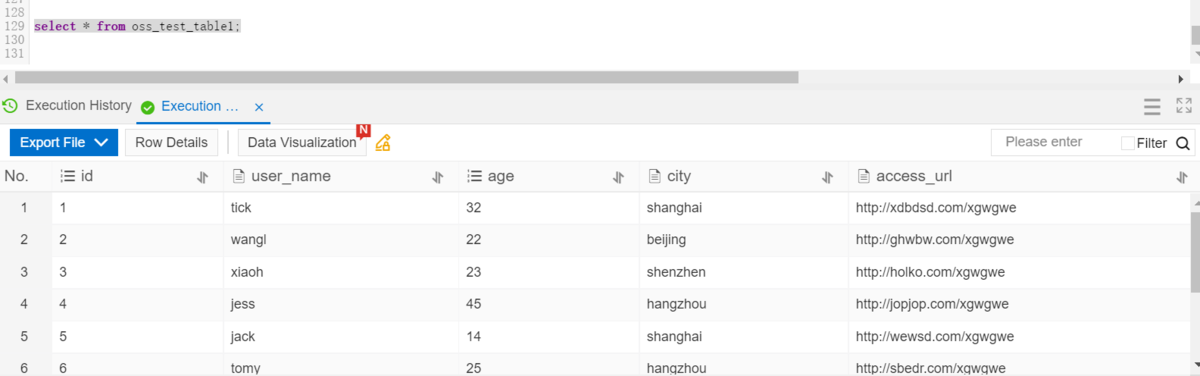 128
129 select * from oss_test_table1;
130
131
Execution History Execution ... ×
Export File Row Details Data Visualization N Please enter Filter
No. id user_name age city access_url
1 1 tick 32 shanghai http://xdbdsd.com/xgwgwe
2 2 wangl 22 beijing http://ghwbw.com/xgwgwe
3 3 xiaoh 23 shenzhen http://holko.com/xgwgwe
4 4 jess 45 hangzhou http://jopjop.com/xgwgwe
5 5 jack 14 shanghai http://wewsd.com/xgwgwe
6 6 tomy 25 hangzhou http://sbedr.com/xgwgwe